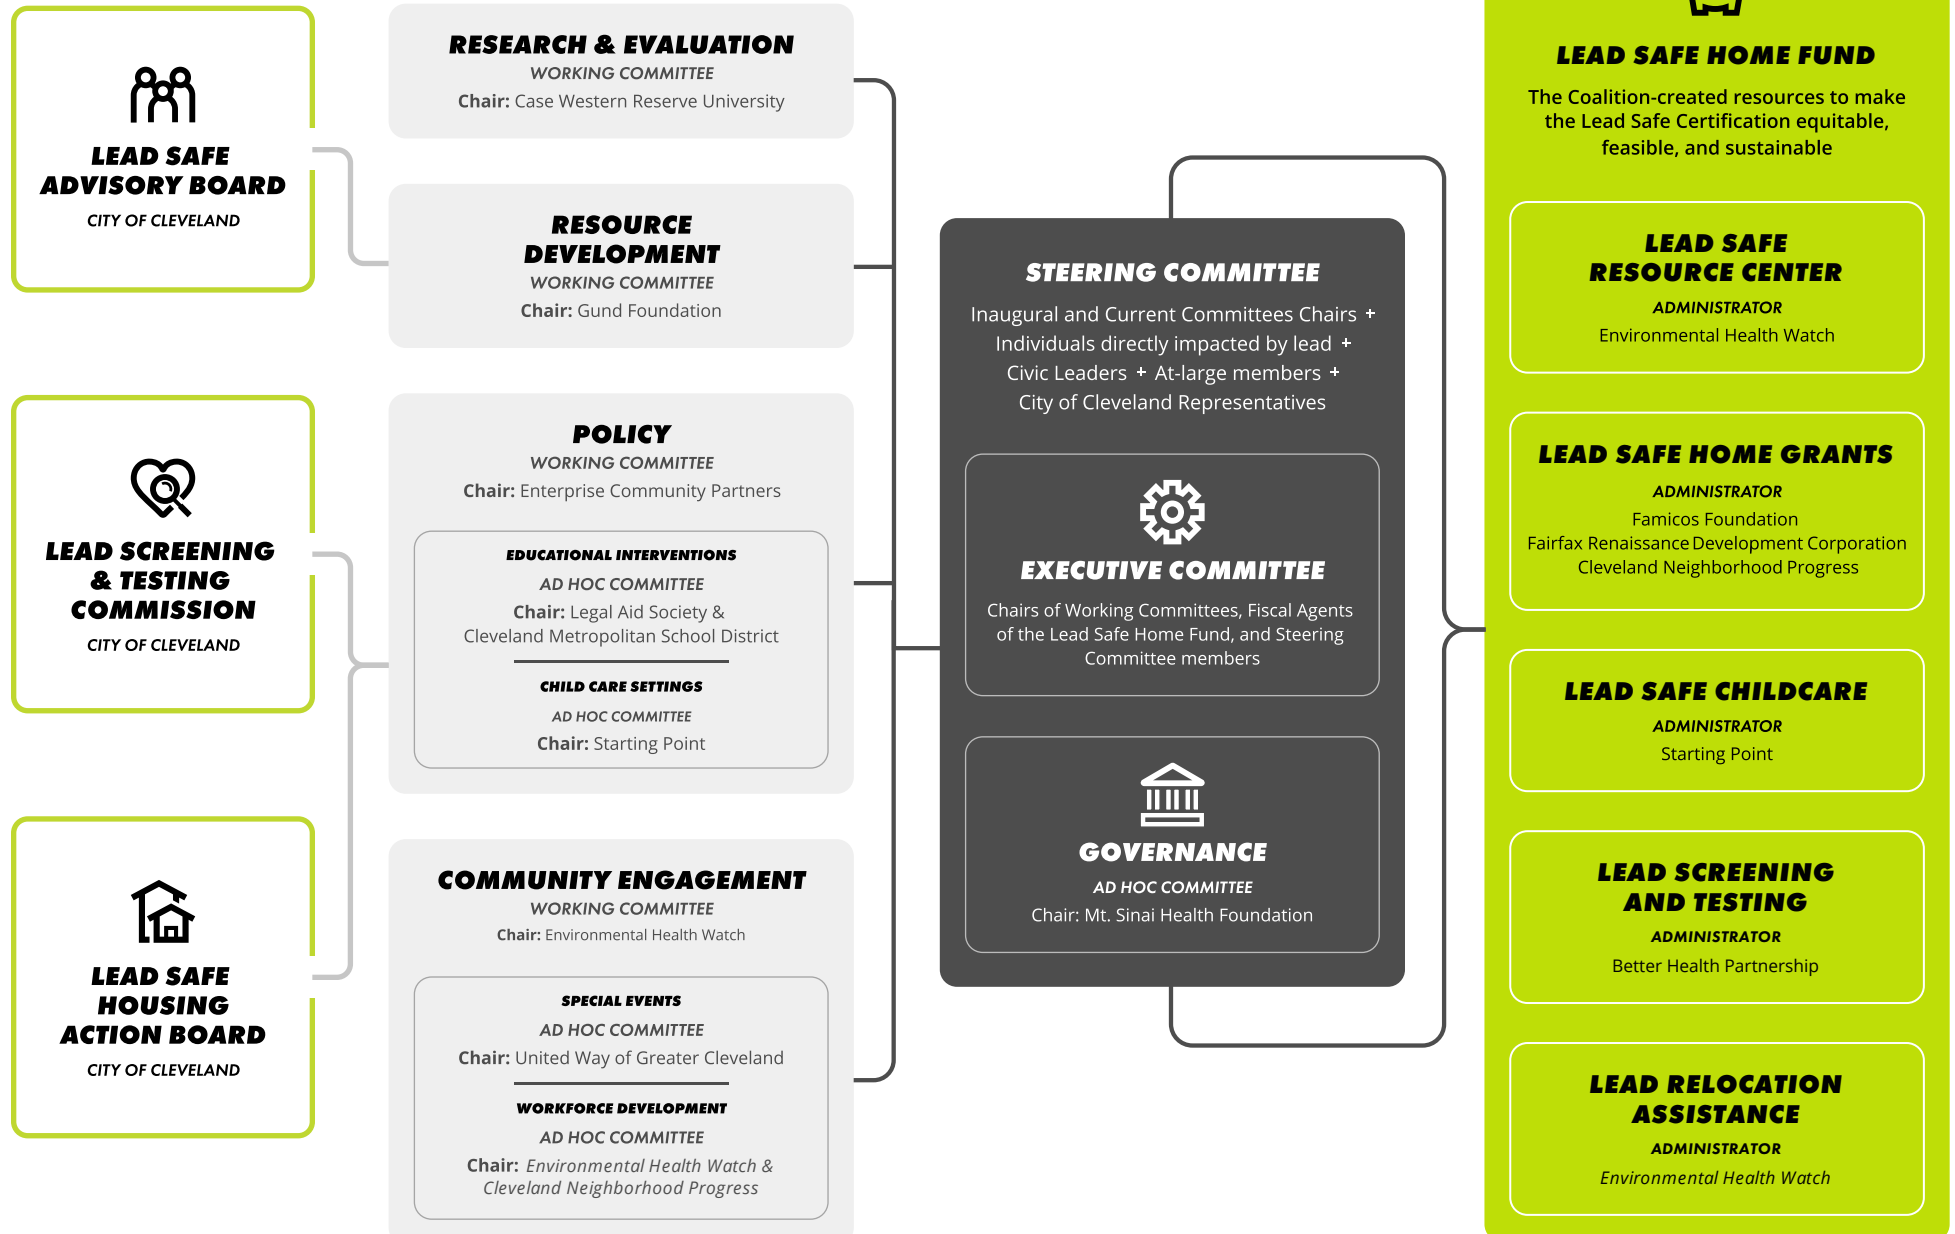 LEAD SAFE
ADVISORY BOARD
CITY OF CLEVELAND
LEAD SCREENING
& TESTING
COMMISSION
CITY OF CLEVELAND
LEAD SAFE
HOUSING
ACTION BOARD
CITY OF CLEVELAND
RESEARCH & EVALUATION
WORKING COMMITTEE
Chair: Case Western Reserve University
RESOURCE
DEVELOPMENT
WORKING COMMITTEE
Chair: Gund Foundation
POLICY
WORKING COMMITTEE
Chair: Enterprise Community Partners
EDUCATIONAL INTERVENTIONS
AD HOC COMMITTEE
Chair: Legal Aid Society &
Cleveland Metropolitan School District
CHILD CARE SETTINGS
AD HOC COMMITTEE
Chair: Starting Point
COMMUNITY ENGAGEMENT
WORKING COMMITTEE
Chair: Environmental Health Watch
SPECIAL EVENTS
AD HOC COMMITTEE
Chair: United Way of Greater Cleveland
WORKFORCE DEVELOPMENT
AD HOC COMMITTEE
Chair: Environmental Health Watch &
Cleveland Neighborhood Progress
STEERING COMMITTEE
Inaugural and Current Committees Chairs +
Individuals directly impacted by lead +
Civic Leaders + At-large members +
City of Cleveland Representatives
EXECUTIVE COMMITTEE
Chairs of Working Committees, Fiscal Agents
of the Lead Safe Home Fund, and Steering
Committee members
GOVERNANCE
AD HOC COMMITTEE
Chair: Mt. Sinai Health Foundation
LEAD SAFE HOME FUND
The Coalition-created resources to make
the Lead Safe Certification equitable,
feasible, and sustainable
LEAD SAFE
RESOURCE CENTER
ADMINISTRATOR
Environmental Health Watch
LEAD SAFE HOME GRANTS
ADMINISTRATOR
Famicos Foundation
Fairfax Renaissance Development Corporation
Cleveland Neighborhood Progress
LEAD SAFE CHILDCARE
ADMINISTRATOR
Starting Point
LEAD SCREENING
AND TESTING
ADMINISTRATOR
Better Health Partnership
LEAD RELOCATION
ASSISTANCE
ADMINISTRATOR
Environmental Health Watch